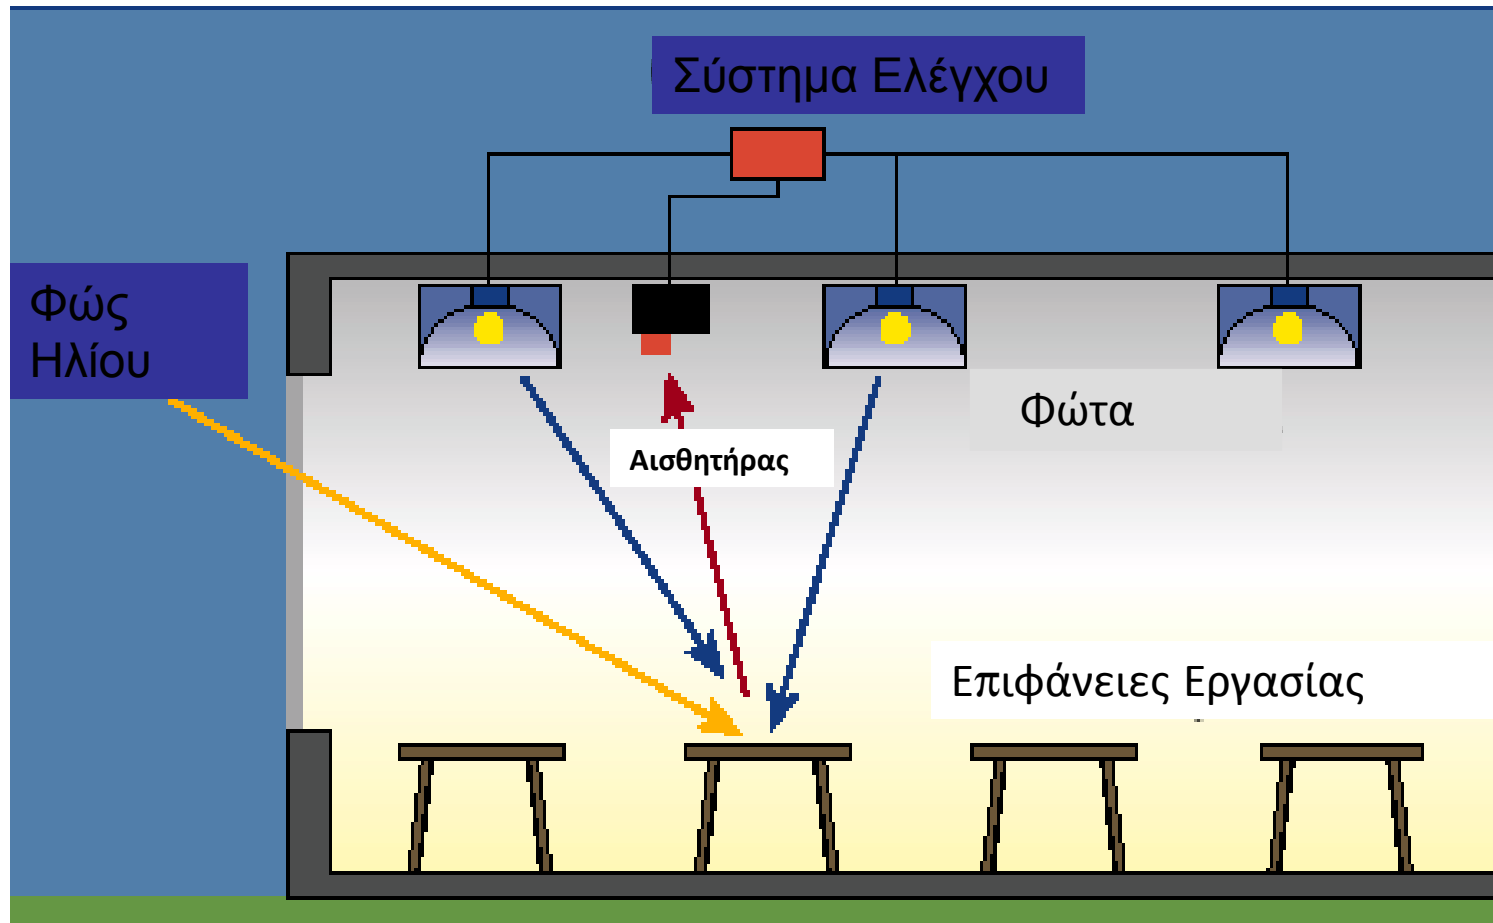 Σύστημα Ελέγχου
Φώς
Ηλίου
Φώτα
Αισθητήρας
Επιφάνειες Εργασίας